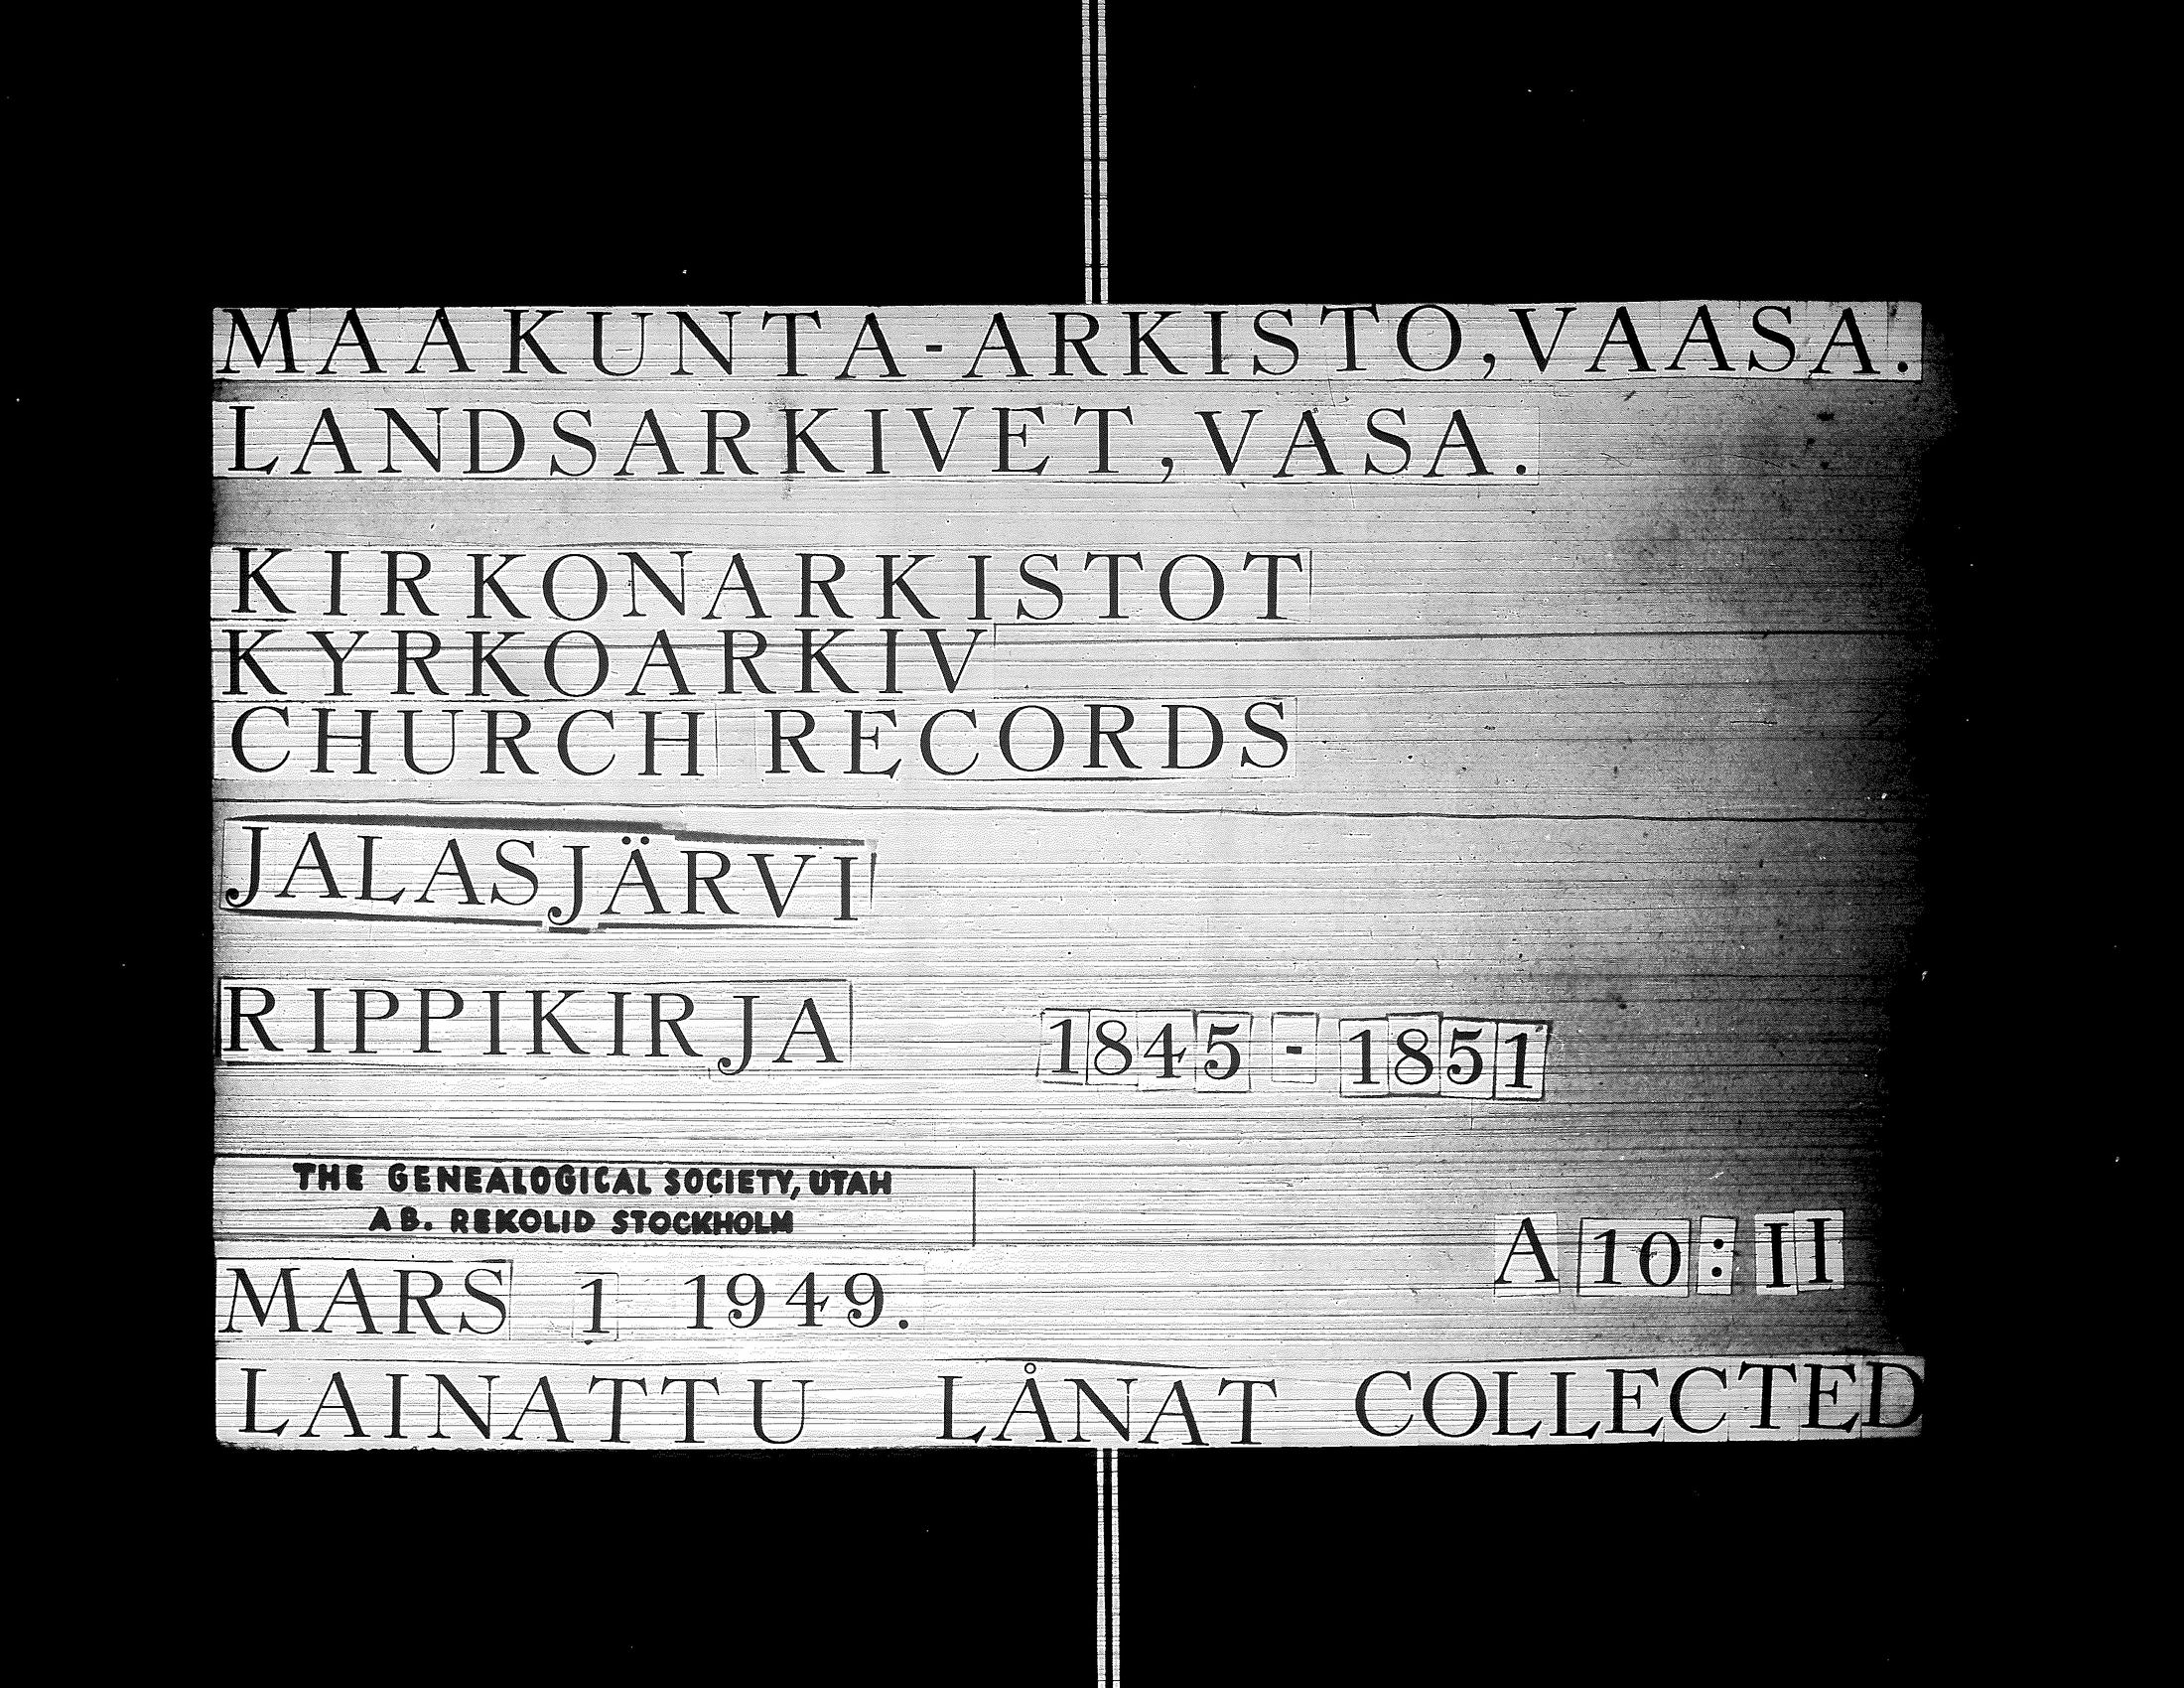 MAAKUNTA-ARKISTO, VAASA.
LANDSARKIVET, VASA.
KIRKONARKISTOT
KYRKOARKIV
CHURCH RECORDS
JALASJÄRVI
RIPPIKIRJA 1845 - 1851
THE GENEALOGICAL SOCIETY, UTAH
AB. REKOLID STOCKHOLM
A 10 : II
MARS 1 1949.
LAINATTU LÅNAT COLLECTED